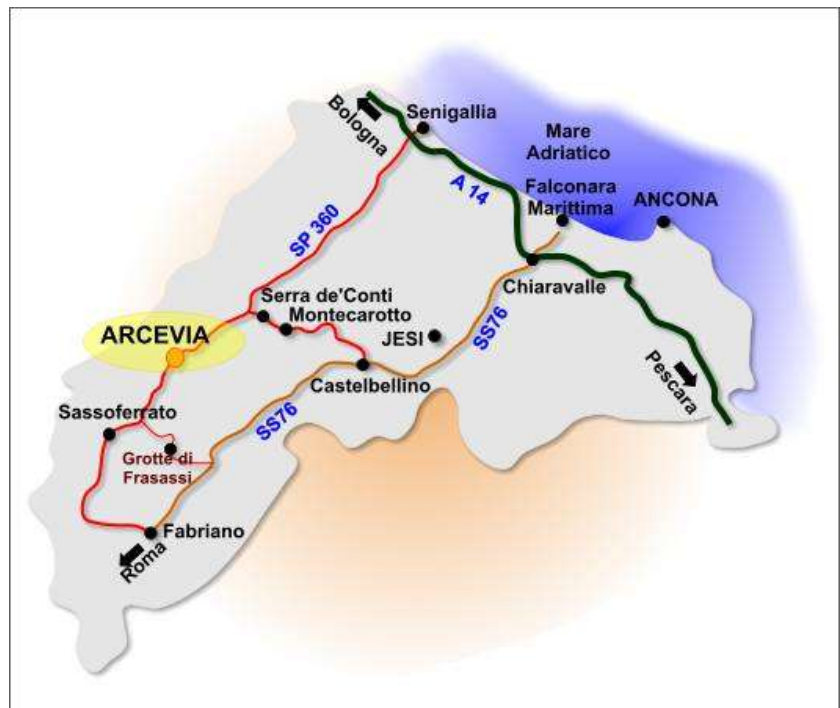 Bologna
Senigallia
Mare
Adriatico
A 14
Falconara
Marittima
ANCONA
SP 360
Chiaravalle
Serra de'Conti
Montecarotto
ARCEVIA
JESI
SS76
Pescara
Castelbellino
Sassoferrato
SS76
Grotte di
Frasassi
Fabriano
Roma